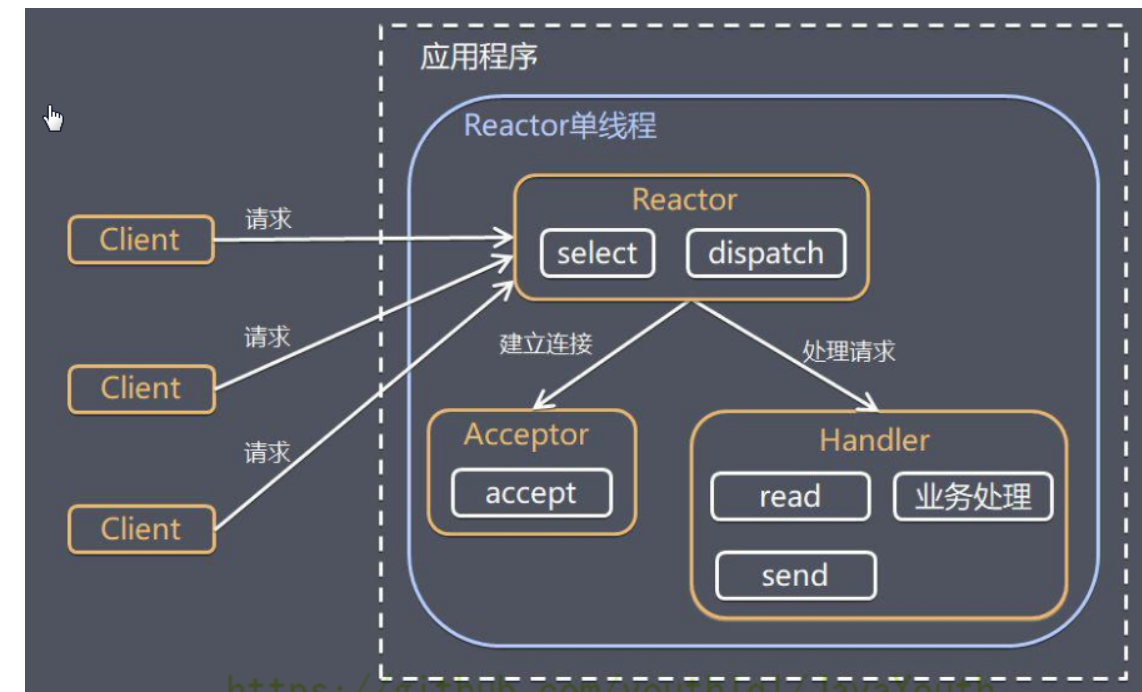 应用程序
Reactor单线程
Reactor
select
dispatch
Client
请求
Client
请求
Client
请求
建立连接
处理请求
Acceptor
accept
Handler
read
业务处理
send
https://github.com/youthlql/JavaYouth